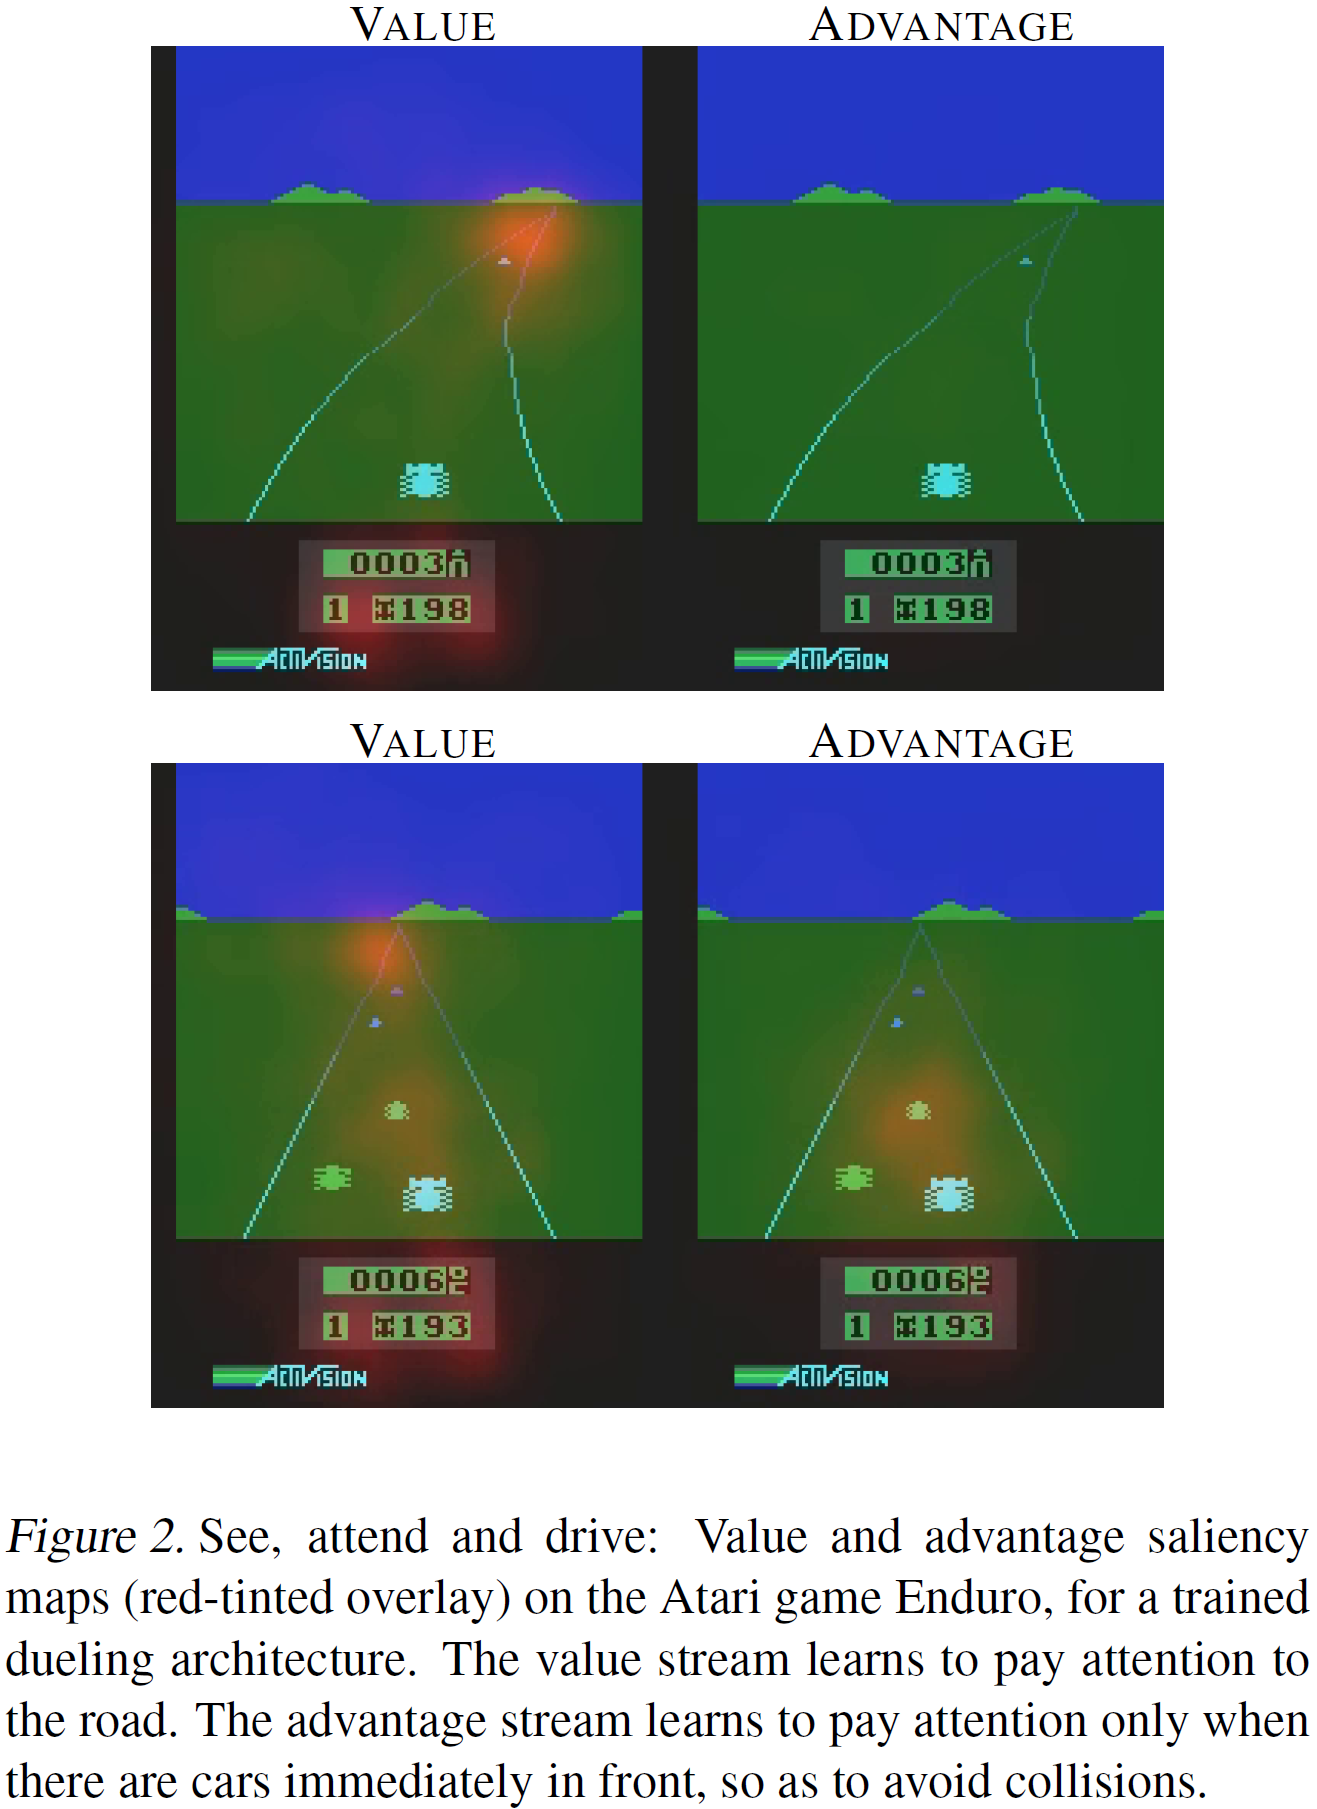 VALUE ADVANTAGE
0003 0003
1 198 1 198
ACTIVISION ACTIVISION
VALUE ADVANTAGE
0006 0006
1 193 1 193
ACTIVISION ACTIVISION
Figure 2. See, attend and drive: Value and advantage saliency
maps (red-tinted overlay) on the Atari game Enduro, for a trained
dueling architecture. The value stream learns to pay attention to
the road. The advantage stream learns to pay attention only when
there are cars immediately in front, so as to avoid collisions.